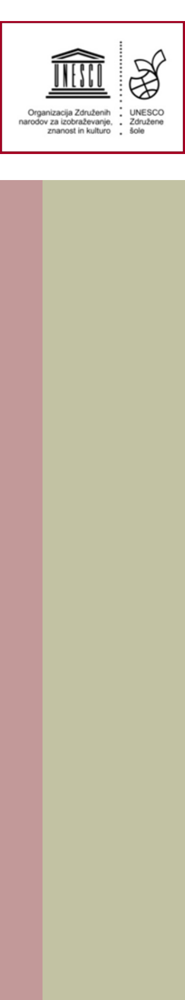 UNESCO
Organizacija Združenih
narodov za izobraževanje,
znanost in kulturo
UNESCO
Združene
šole